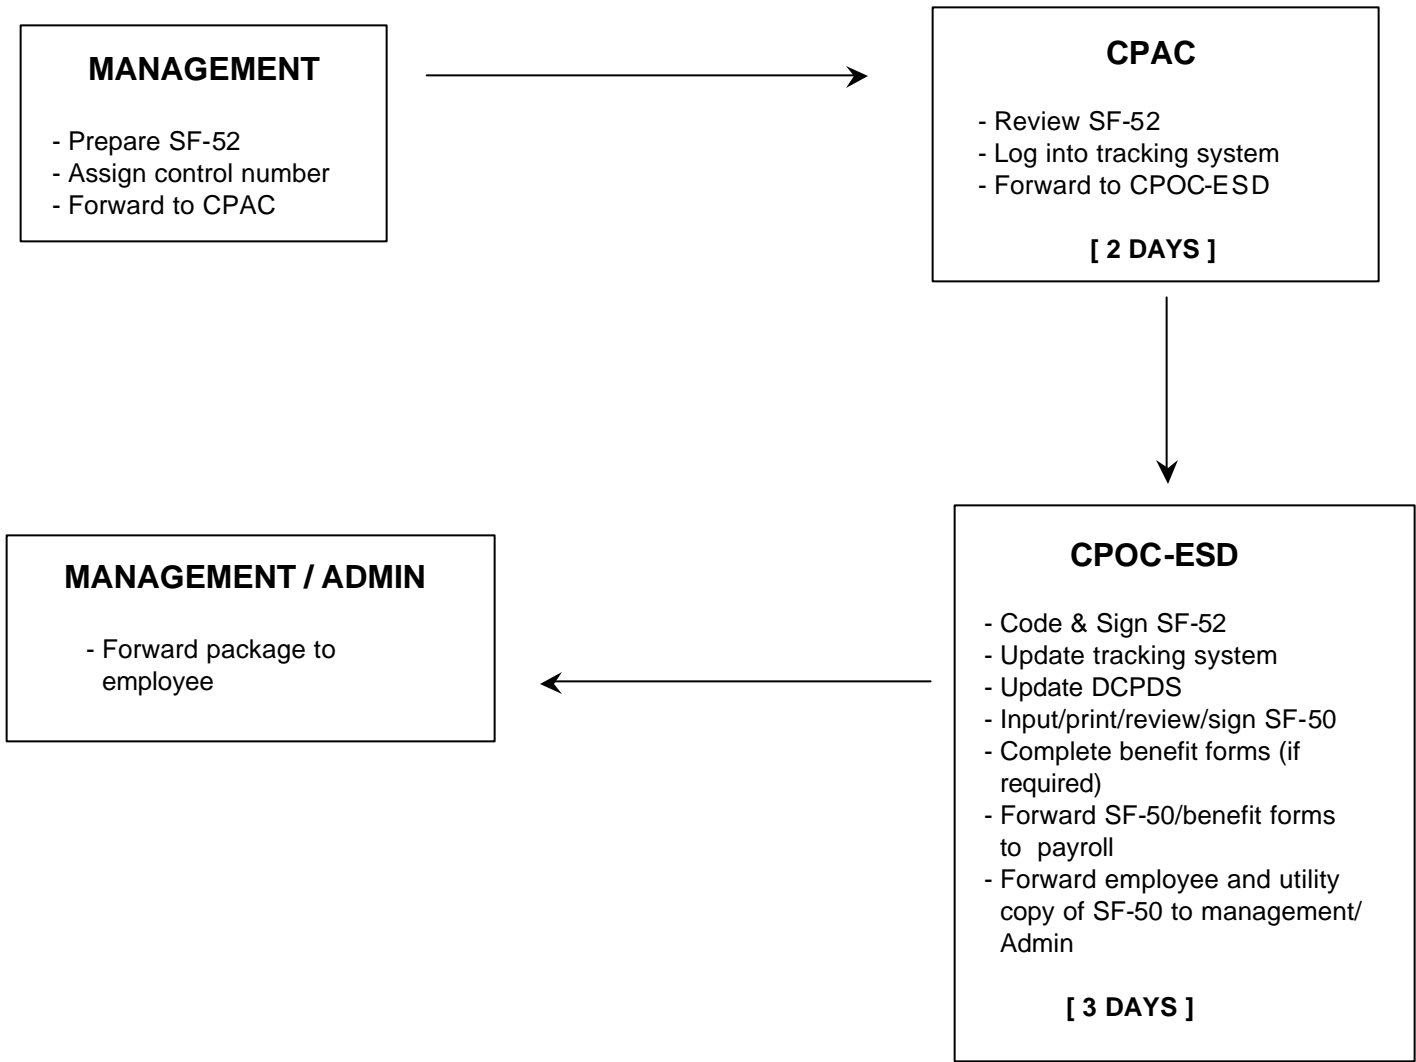 MANAGEMENT
- Prepare SF-52
- Assign control number
- Forward to CPAC
CPAC
- Review SF-52
- Log into tracking system
- Forward to CPOC-ESD
[ 2 DAYS ]
CPOC-ESD
- Code & Sign SF-52
- Update tracking system
- Update DCPDS
- Input/print/review/sign SF-50
- Complete benefit forms (if
required)
- Forward SF-50/benefit forms
to payroll
- Forward employee and utility
copy of SF-50 to management/
Admin
[ 3 DAYS ]
MANAGEMENT / ADMIN
- Forward package to
employee